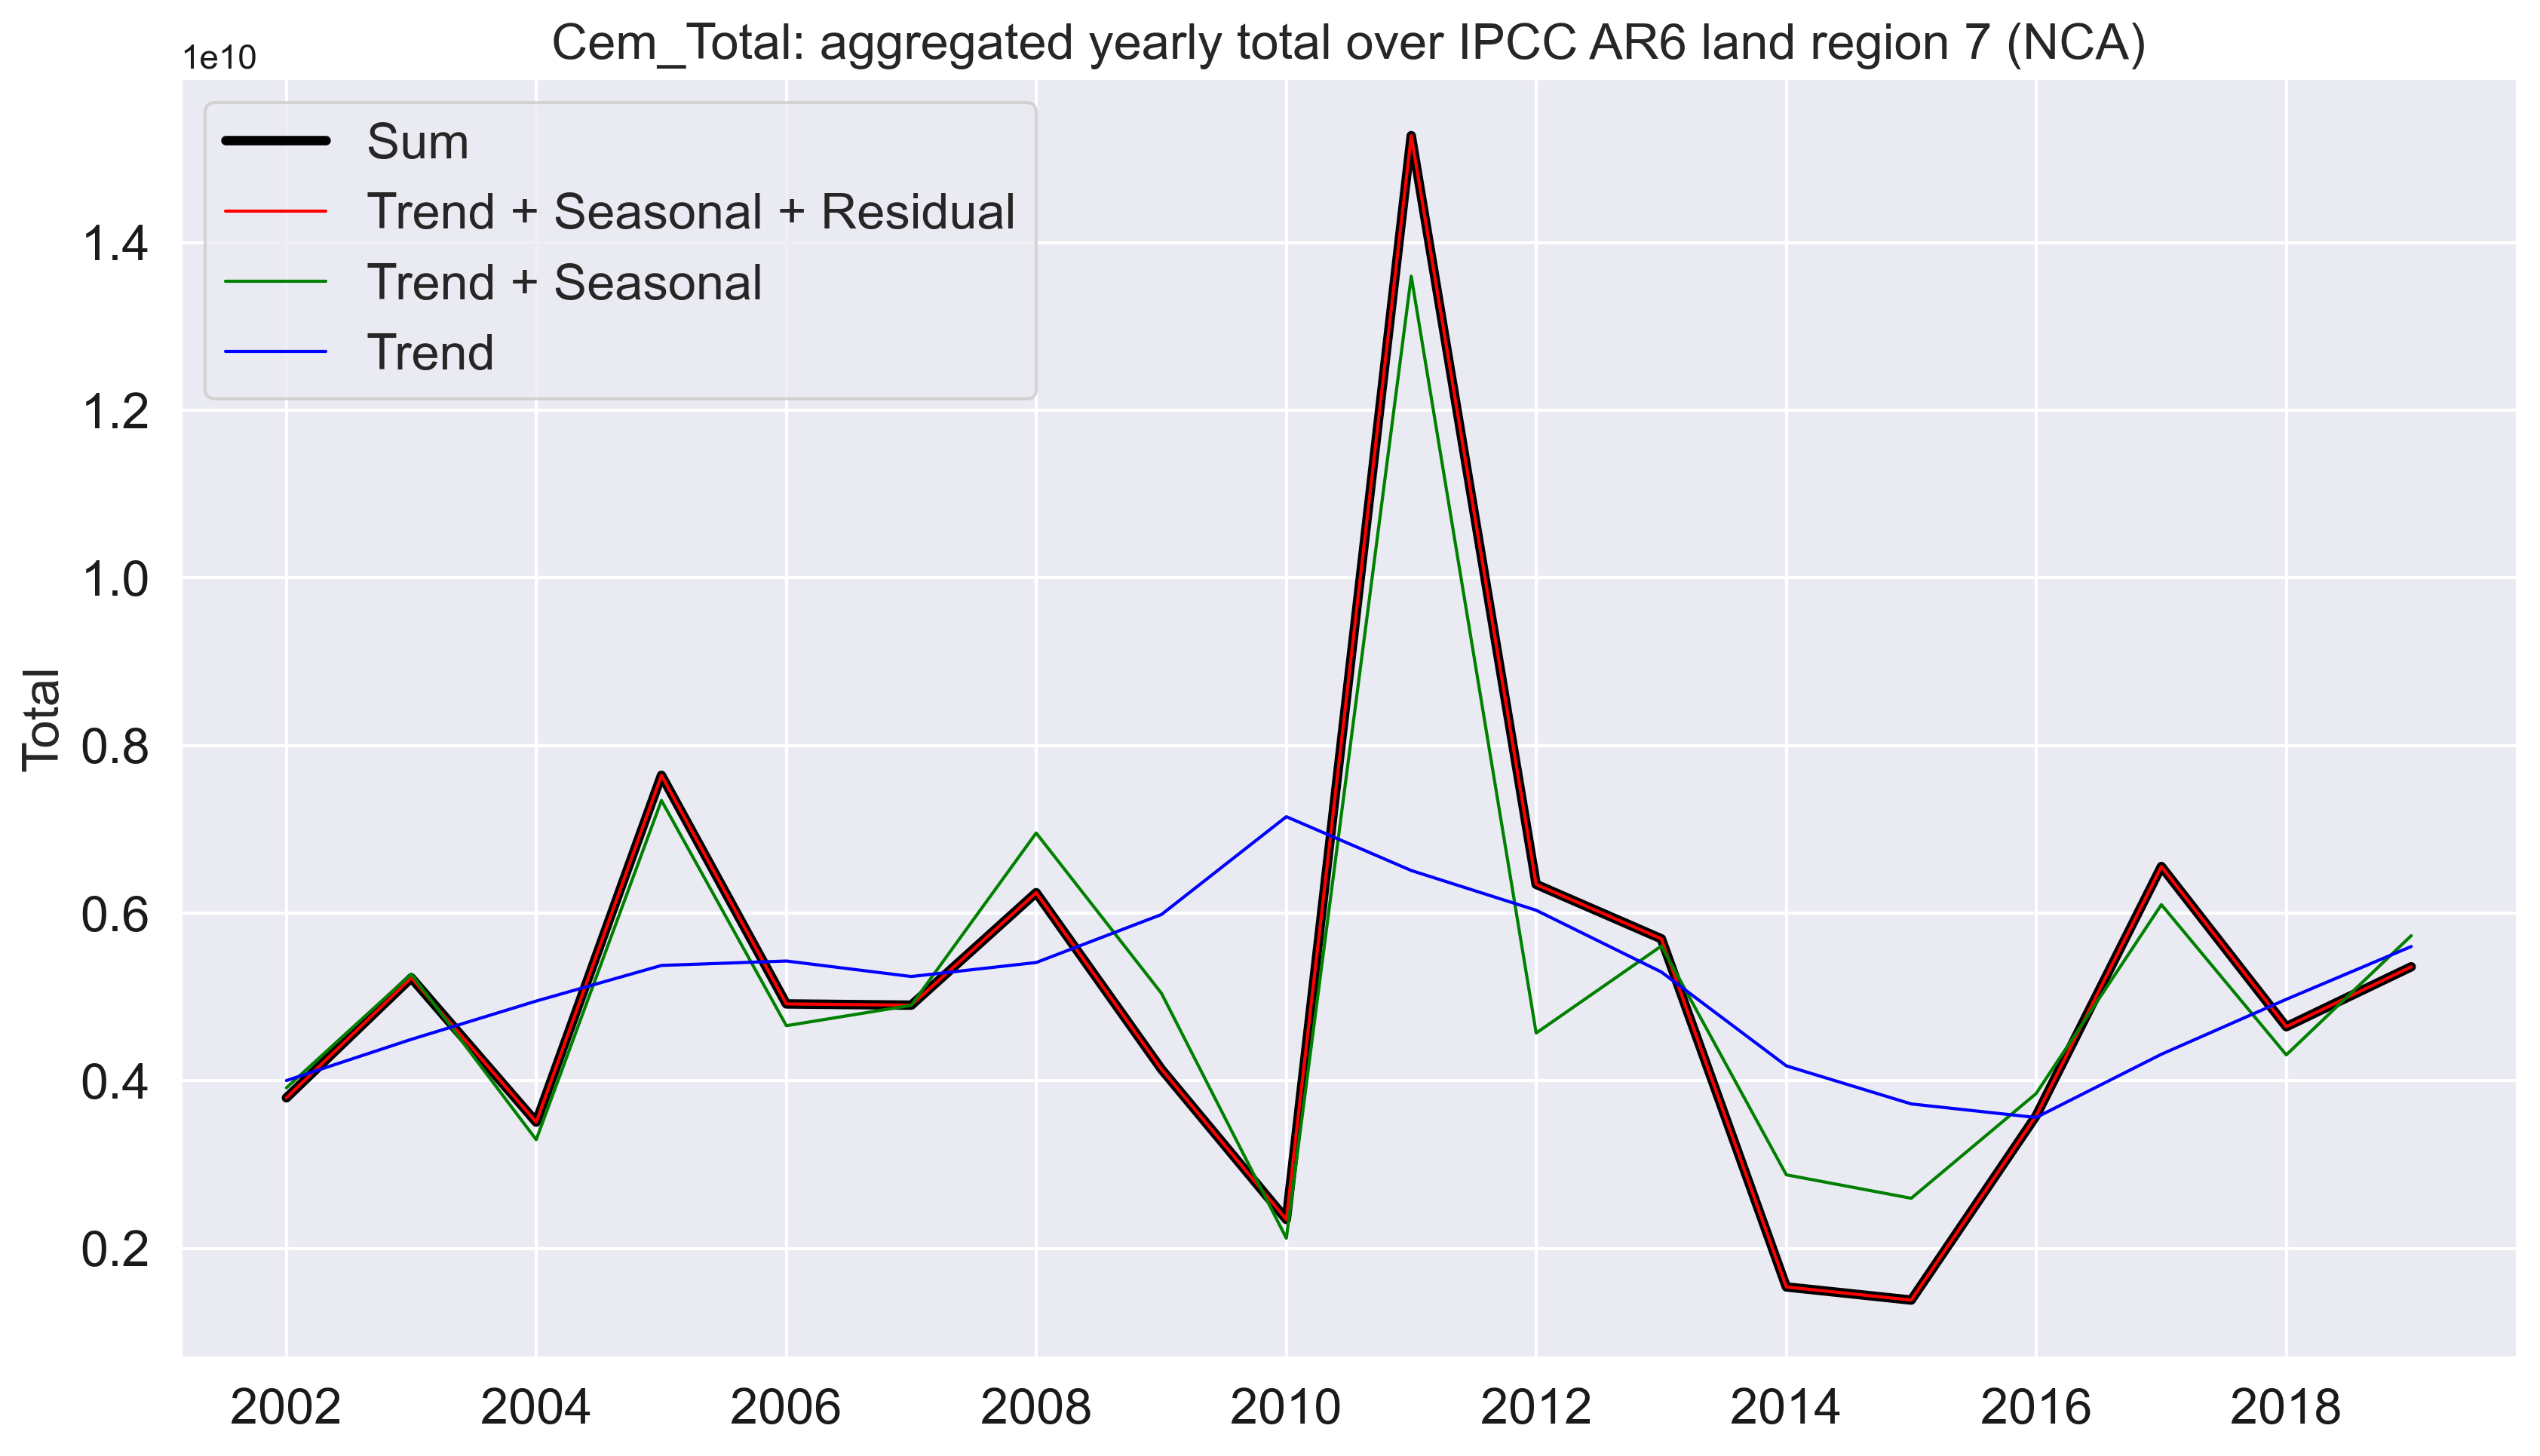 Cem_Total: aggregated yearly total over IPCC AR6 land region 7 (NCA)
1e10
Sum
Trend + Seasonal + Residual
Trend + Seasonal
Trend
1.4
1.2
1.0
0.8
0.6
0.4
0.2
Total
2002 2004 2006 2008 2010 2012 2014 2016 2018